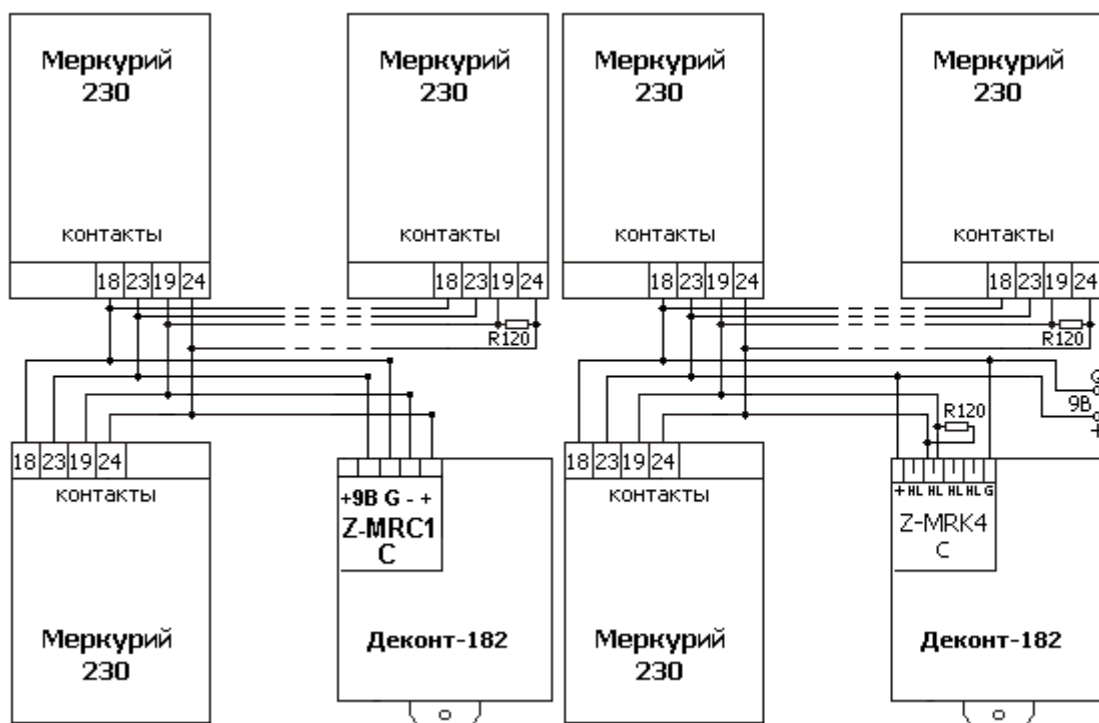 Меркурий
230
Меркурий
230
Меркурий
230
Меркурий
230
контакты
контакты
контакты
контакты
18 23 19 24
18 23 19 24
18 23 19 24
18 23 19 24
R120
R120
G
9В
+
R120
18 23 19 24
контакты
+9В G - +
Z-MRC1
C
18 23 19 24
контакты
+ HL HL HL HL G
Z-MRK4
C
Меркурий
230
Деконт-182
Меркурий
230
Деконт-182